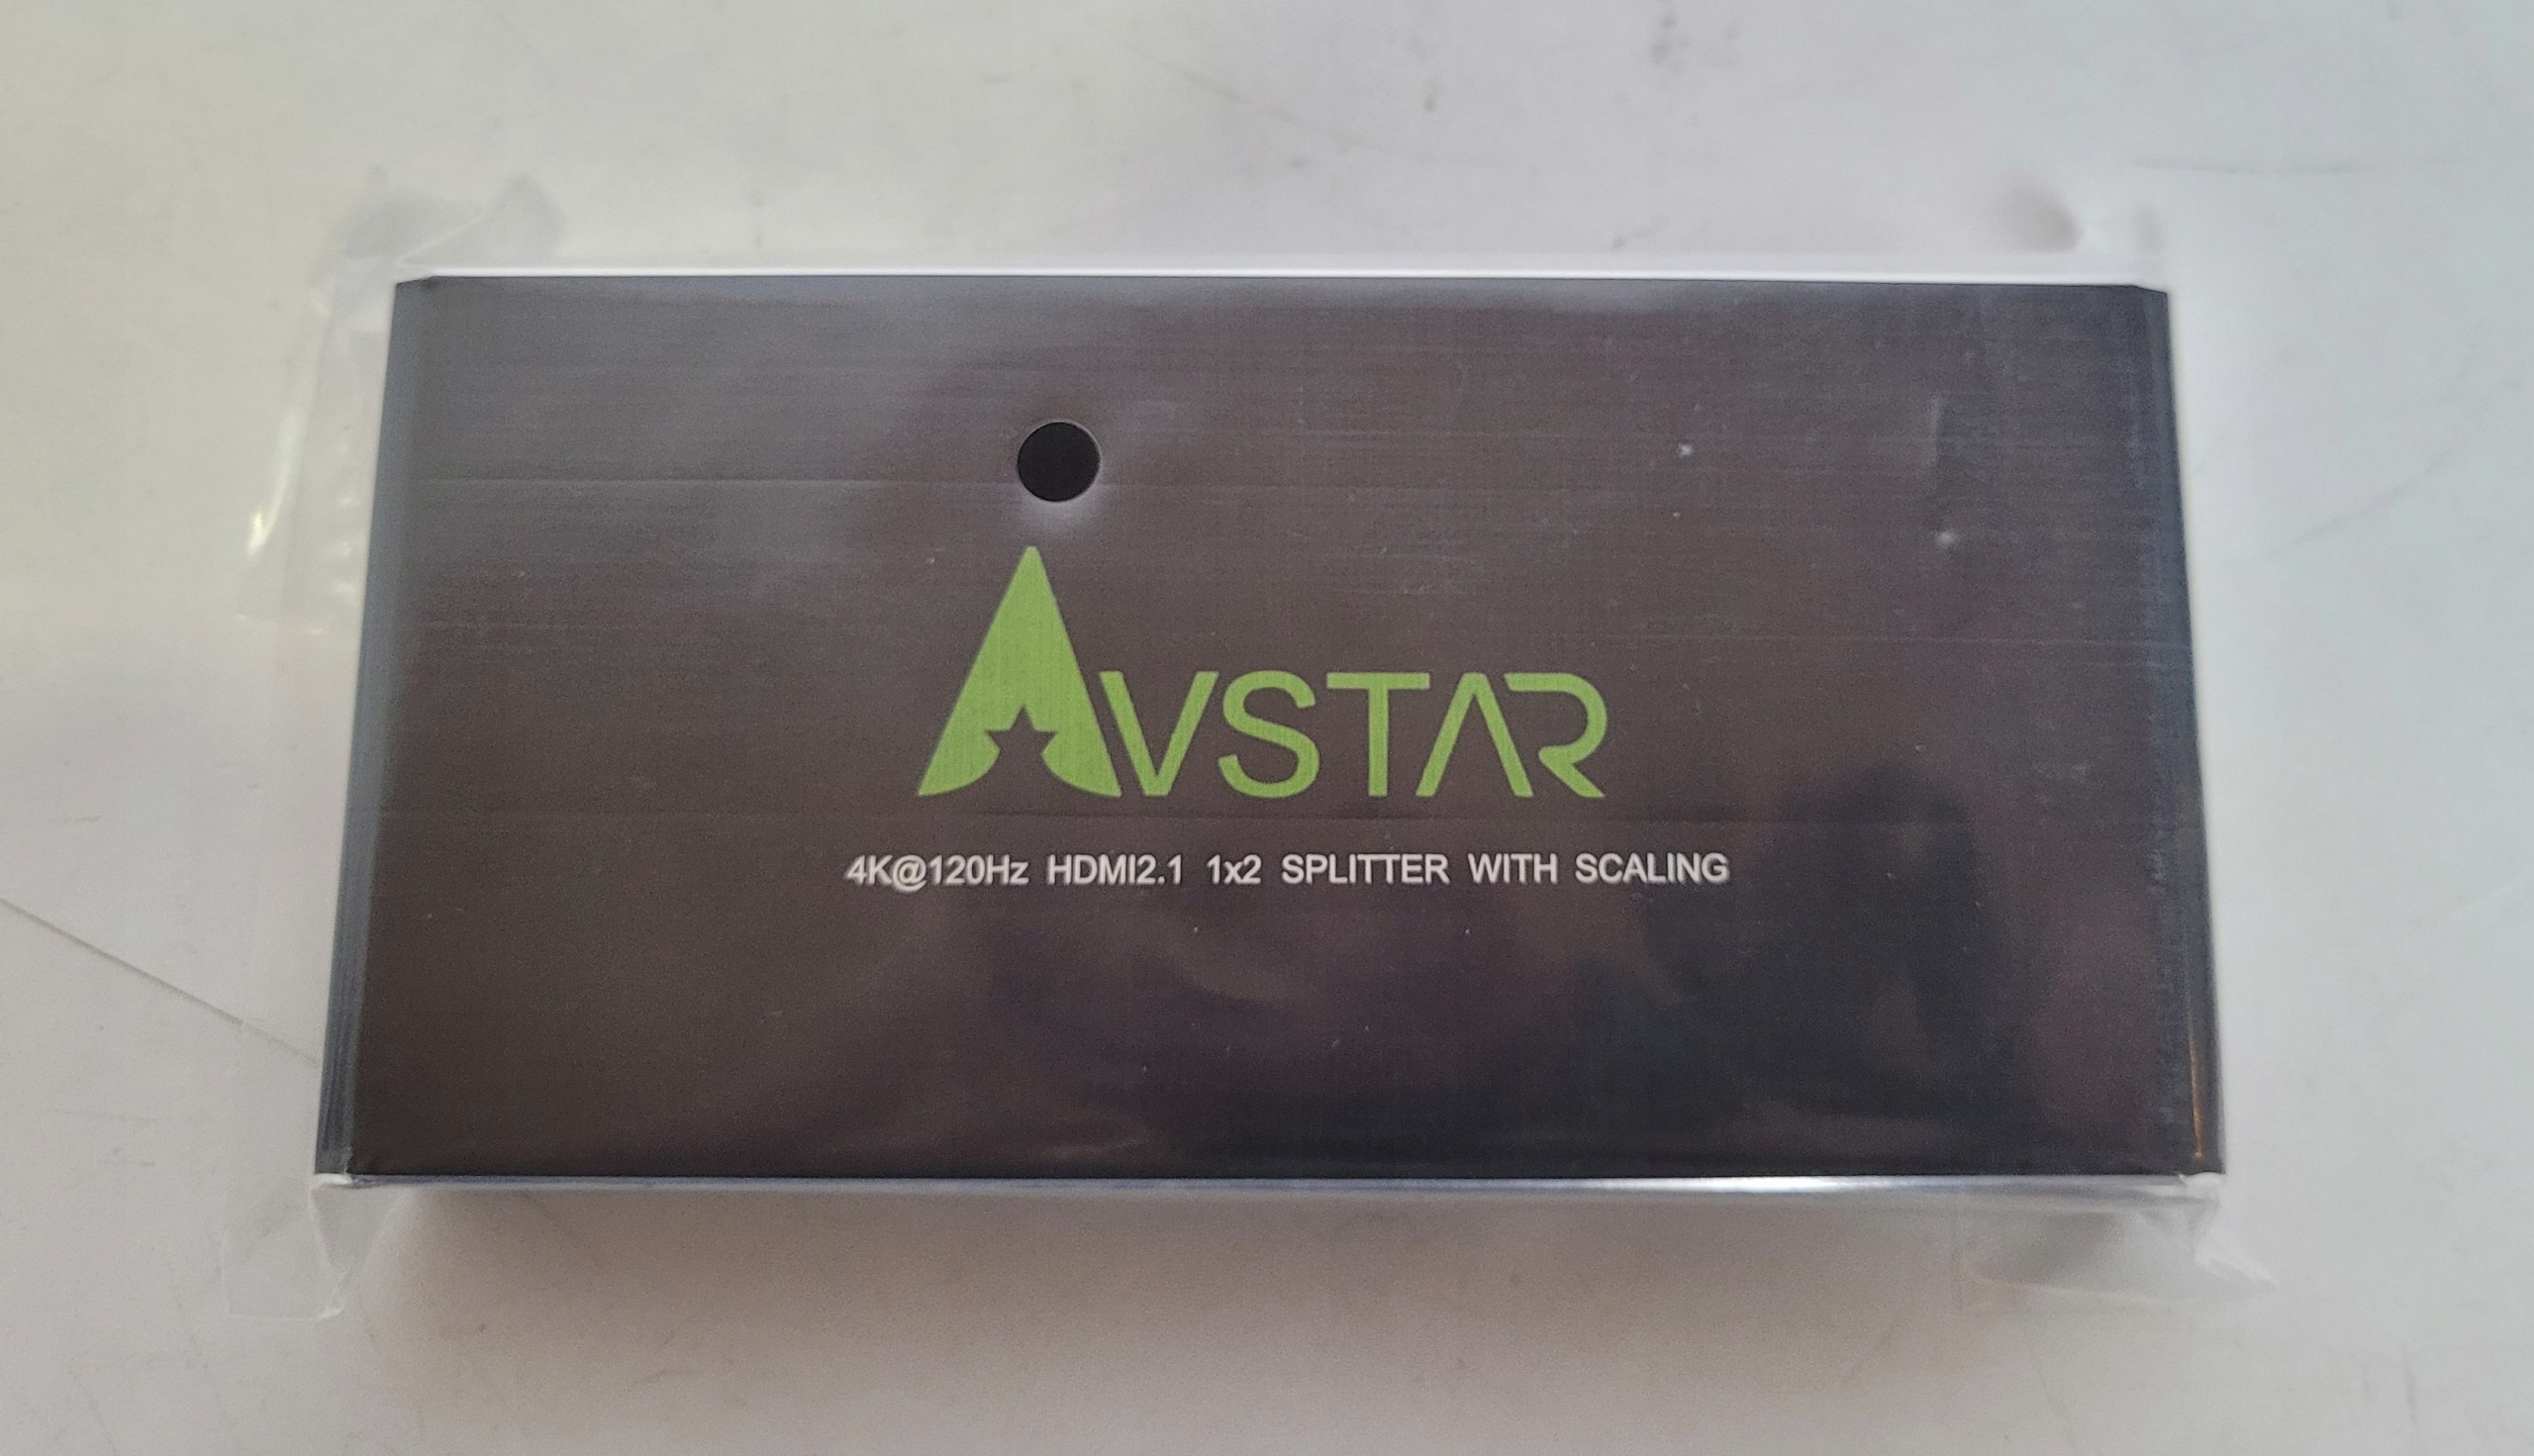 AVSTAR
4K@120Hz HDMI2.1 1x2 SPLITTER WITH SCALING